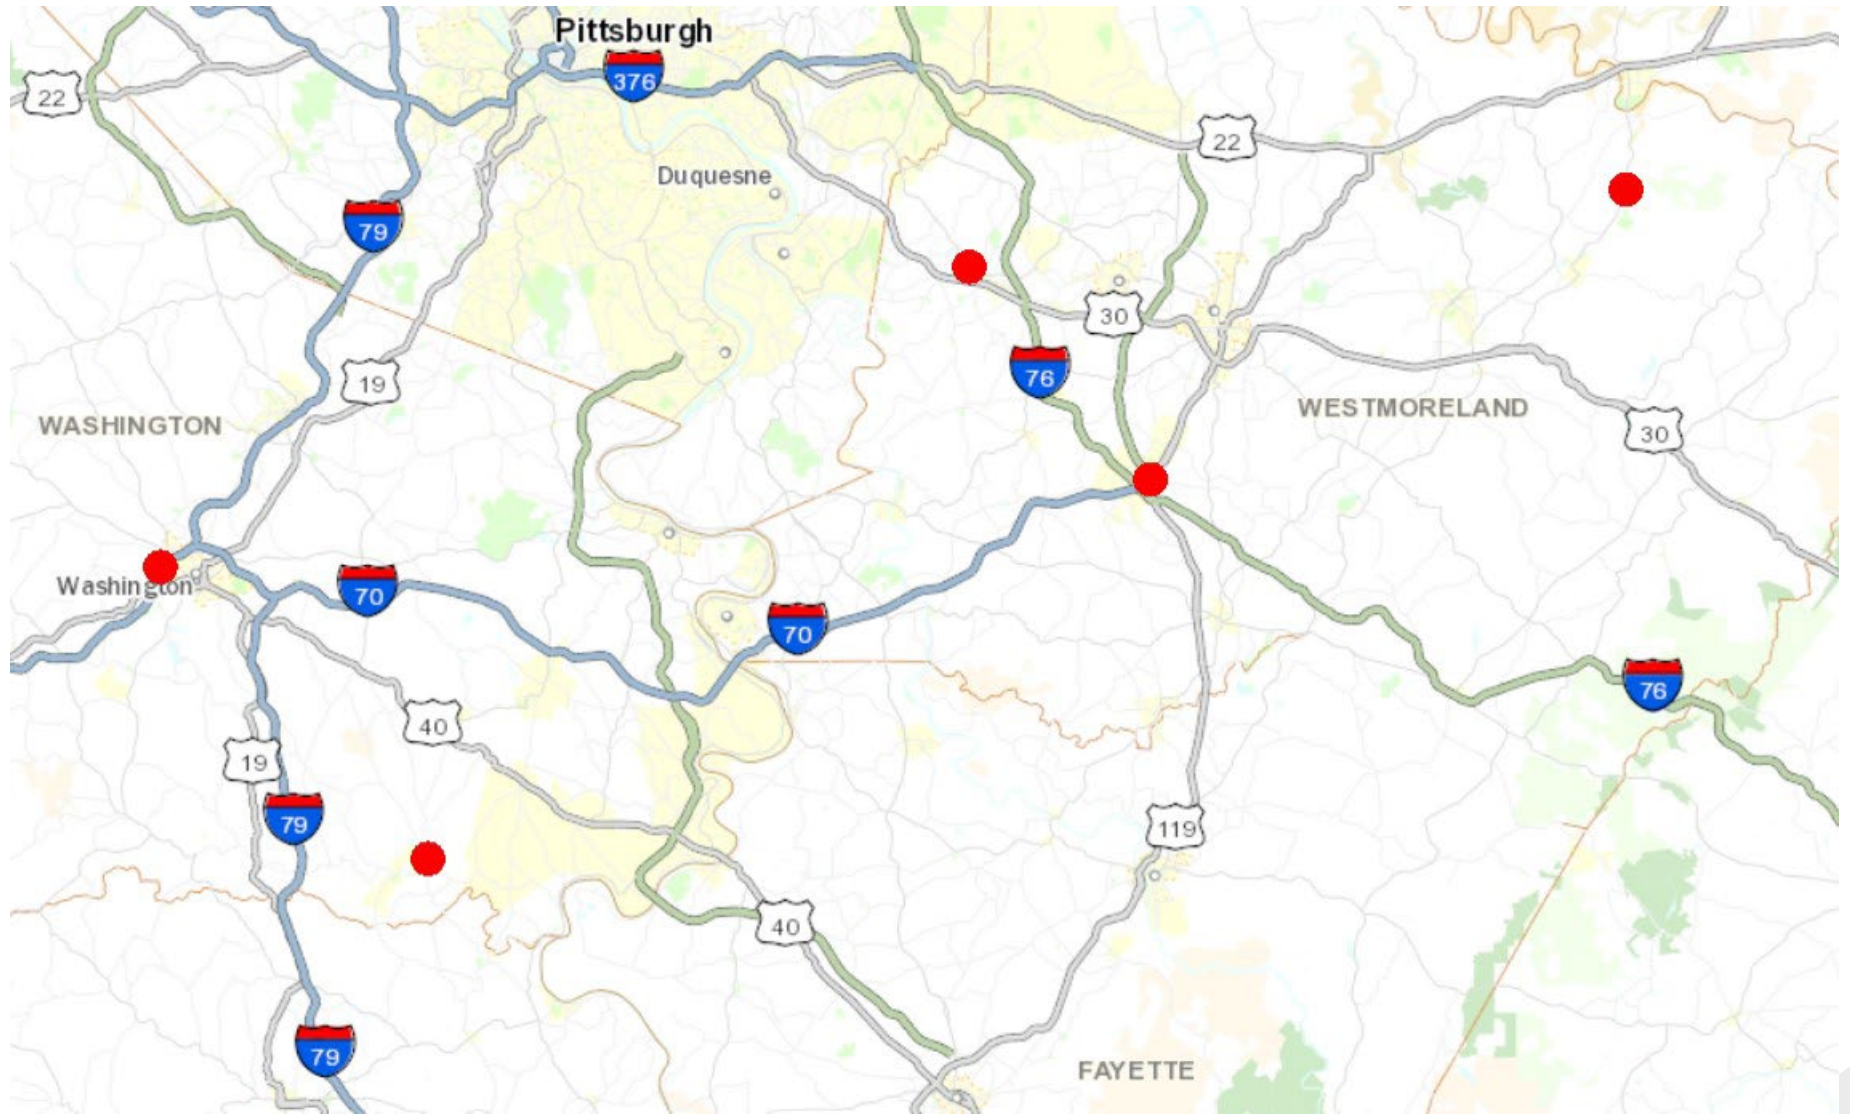 Pittsburgh
376
22
22
Duquesne
79
30
76
19
WASHINGTON
WESTMORELAND
30
Washington
70
70
76
40
19
79
119
40
79
FAYETTE